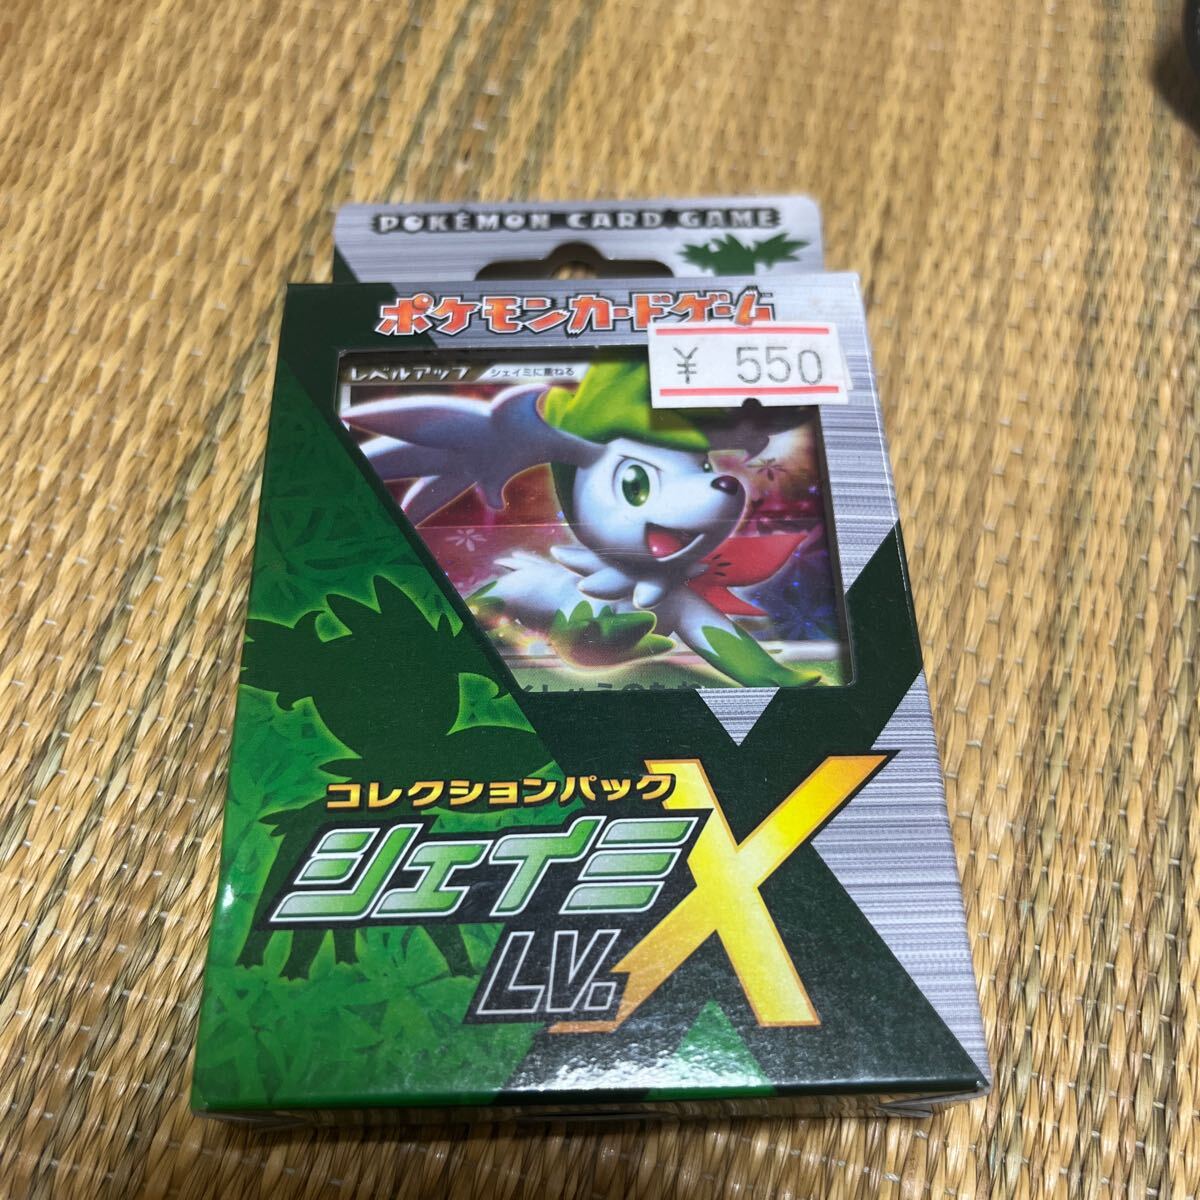 POKÉMON CARD GAME
ポケモンカードゲーム
¥ 550
レベルアップ シェイミに重ねる
コレクションパック
シェイミ
LV.X